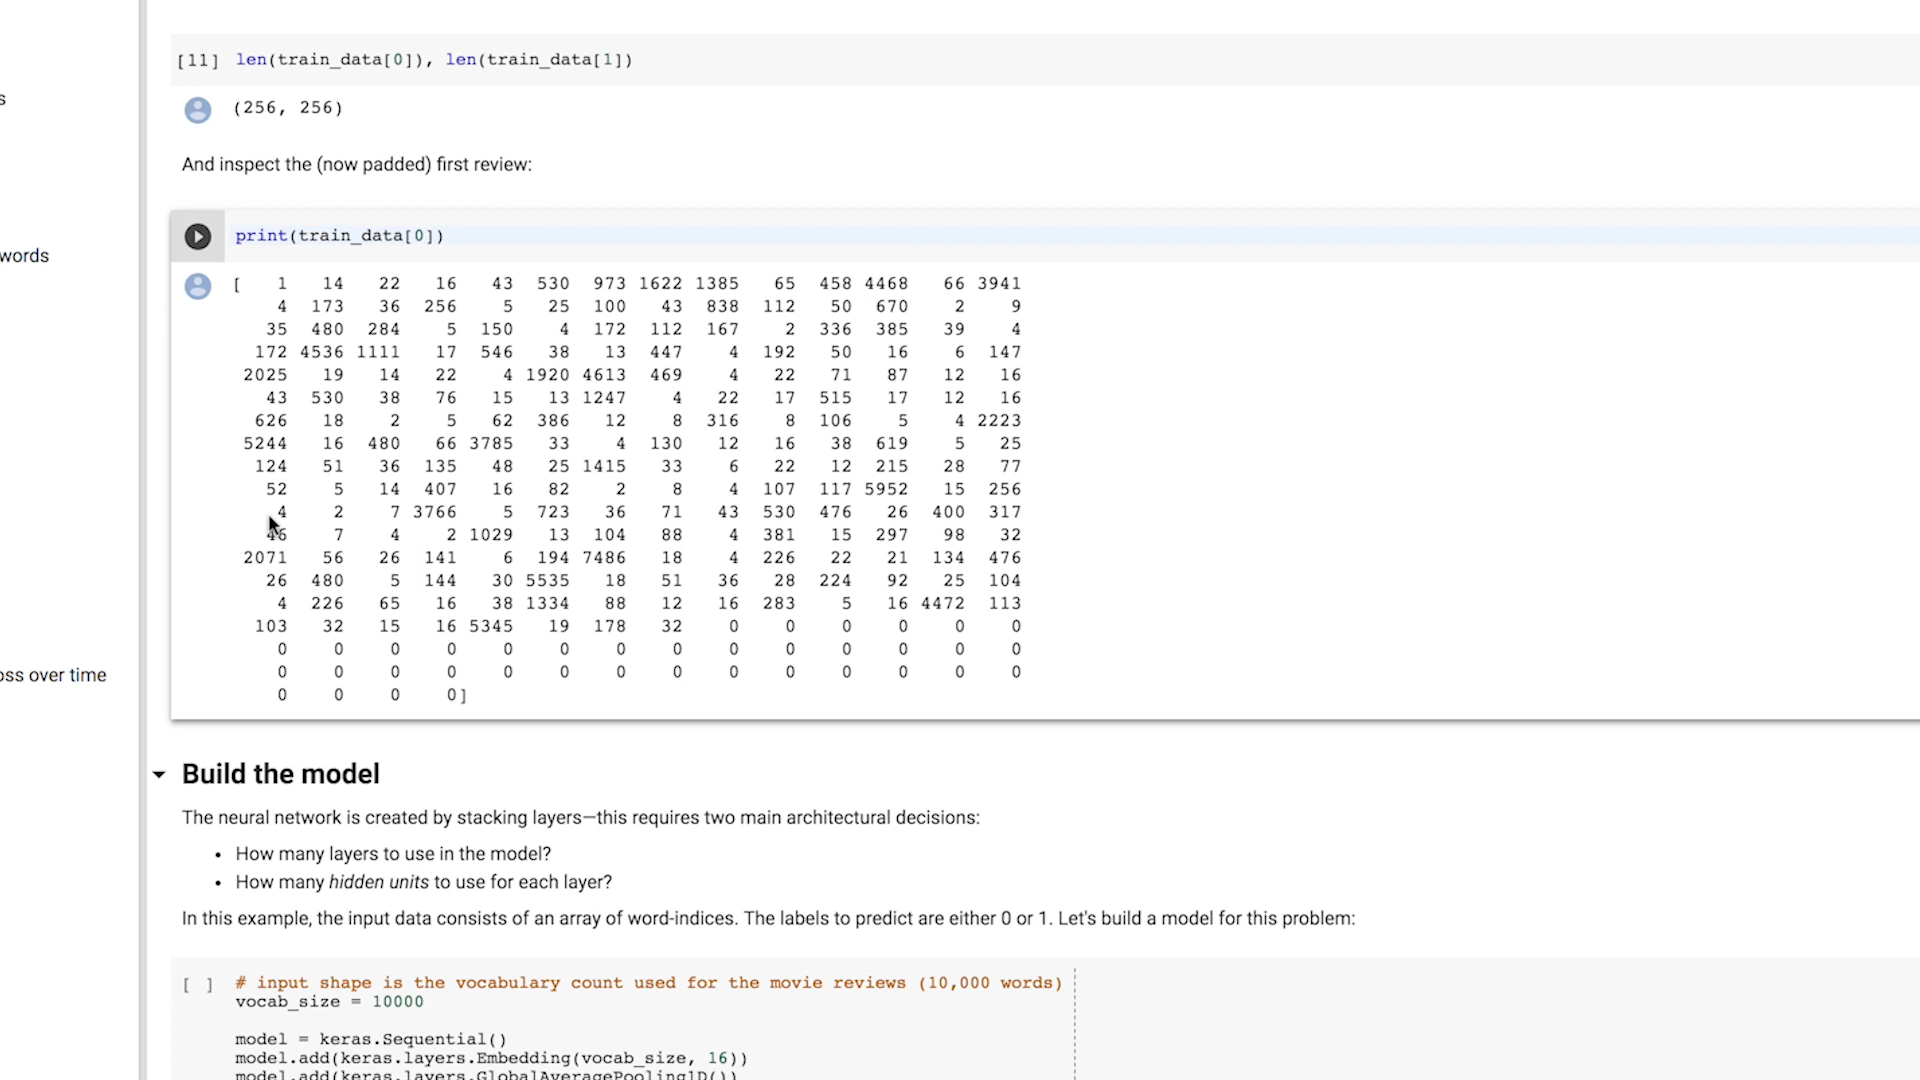 [11] len(train_data[0]), len(train_data[1])
s
(256, 256)
And inspect the (now padded) first review:
print(train_data[0])
words
[ 1 14 22 16 43 530 973 1622 1385 65 458 4468 66 3941
4 173 36 256 5 25 100 43 838 112 50 670 2 9
35 480 284 5 150 4 172 112 167 2 336 385 39 4
172 4536 1111 17 546 38 13 447 4 192 50 16 6 147
2025 19 14 22 4 1920 4613 469 4 22 71 87 12 16
43 530 38 76 15 13 1247 4 22 17 515 17 12 16
626 18 2 5 62 386 12 8 316 8 106 5 4 2223
5244 16 480 66 3785 33 4 130 12 16 38 619 5 25
124 51 36 135 48 25 1415 33 6 22 12 215 28 77
52 5 14 407 16 82 2 8 4 107 117 5952 15 256
4 2 7 3766 5 723 36 71 43 530 476 26 400 317
46 7 4 2 1029 13 104 88 4 381 15 297 98 32
2071 56 26 141 6 194 7486 18 4 226 22 21 134 476
26 480 5 144 30 5535 18 51 36 28 224 92 25 104
4 226 65 16 38 1334 88 12 16 283 5 16 4472 113
103 32 15 16 5345 19 178 32 0 0 0 0 0 0
0 0 0 0 0 0 0 0 0 0 0 0 0 0
0 0 0 0 0 0 0 0 0 0 0 0 0 0
oss over time
0 0 0 0]
Build the model
The neural network is created by stacking layers—this requires two main architectural decisions:
• How many layers to use in the model?
• How many hidden units to use for each layer?
In this example, the input data consists of an array of word-indices. The labels to predict are either 0 or 1. Let's build a model for this problem:
[ ] # input shape is the vocabulary count used for the movie reviews (10,000 words)
vocab_size = 10000
model = keras.Sequential()
model.add(keras.layers.Embedding(vocab_size, 16))
model.add(keras.layers.GlobalAveragePooling1D())